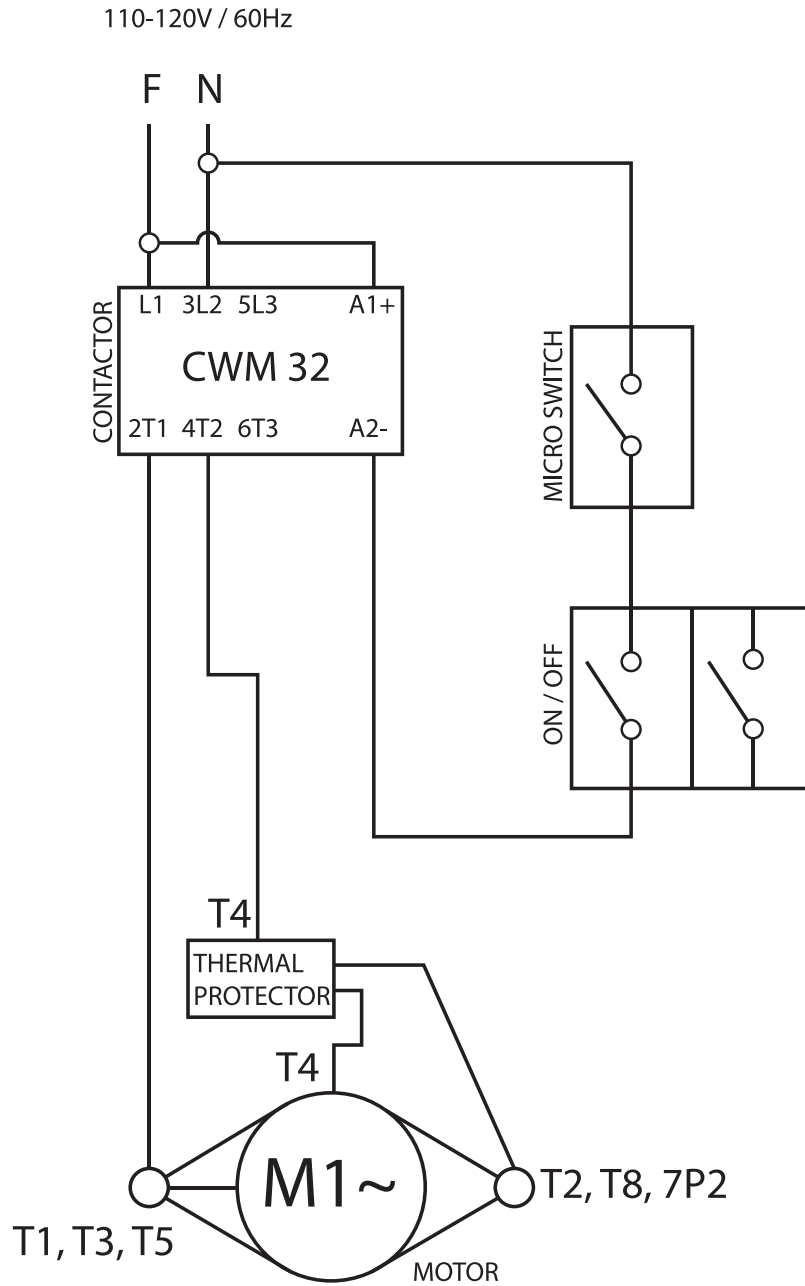 110-120V / 60Hz
F N
L1 3L2 5L3 A1+
CONTACTOR
CWM 32
2T1 4T2 6T3 A2-
MICRO SWITCH
ON / OFF
T4
THERMAL
PROTECTOR
T4
M1~
T2, T8, 7P2
T1, T3, T5
MOTOR